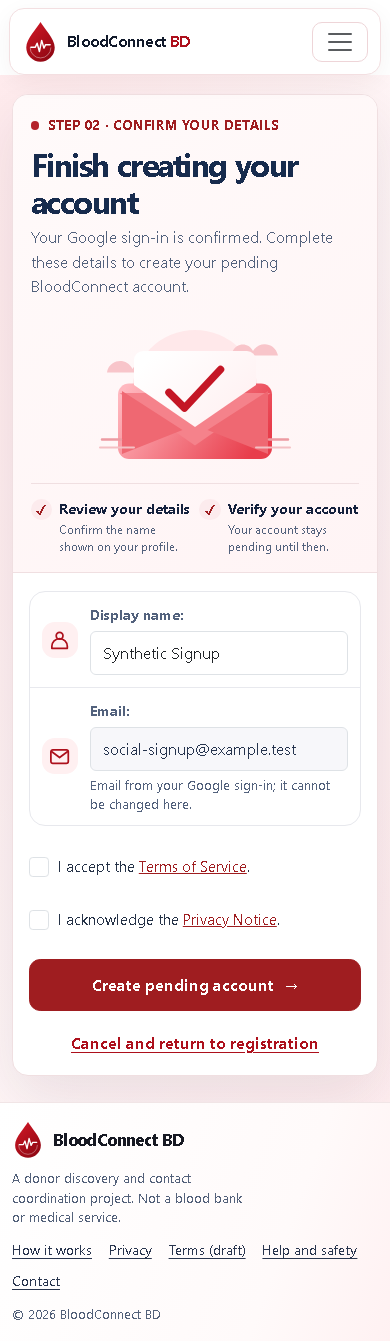 BloodConnect BD
STEP 02 · CONFIRM YOUR DETAILS
Finish creating your
account
Your Google sign-in is confirmed. Complete
these details to create your pending
BloodConnect account.
Review your details
Confirm the name
shown on your profile.
Verify your account
Your account stays
pending until then.
Display name:
Synthetic Signup
Email:
social-signup@example.test
Email from your Google sign-in; it cannot
be changed here.
I accept the Terms of Service.
I acknowledge the Privacy Notice.
Create pending account →
Cancel and return to registration
BloodConnect BD
A donor discovery and contact
coordination project. Not a blood bank
or medical service.
How it works Privacy Terms (draft) Help and safety
Contact
© 2026 BloodConnect BD